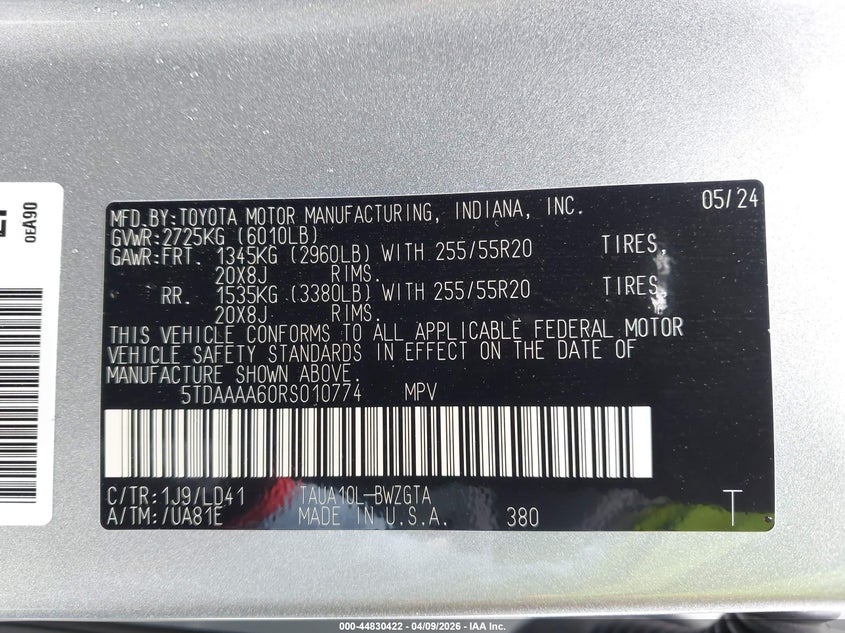 MFD.BY:TOYOTA MOTOR MANUFACTURING, INDIANA, INC. 05/24
GVWR:2725KG (6010LB)
GAWR:FRT. 1345KG (2960LB) WITH 255/55R20 TIRES,
20X8J RIMS.
RR. 1535KG (3380LB) WITH 255/55R20 TIRES,
20X8J RIMS.
THIS VEHICLE CONFORMS TO ALL APPLICABLE FEDERAL MOTOR
VEHICLE SAFETY STANDARDS IN EFFECT ON THE DATE OF
MANUFACTURE SHOWN ABOVE.
5TDAAAA60RS010774 MPV
C/TR:1J9/LD41 TAUA10L-BWZGTA
A/TM:/UA81E MADE IN U.S.A. 380 T
0EA90
000-44830422 - 04/09/2026 - IAA Inc.